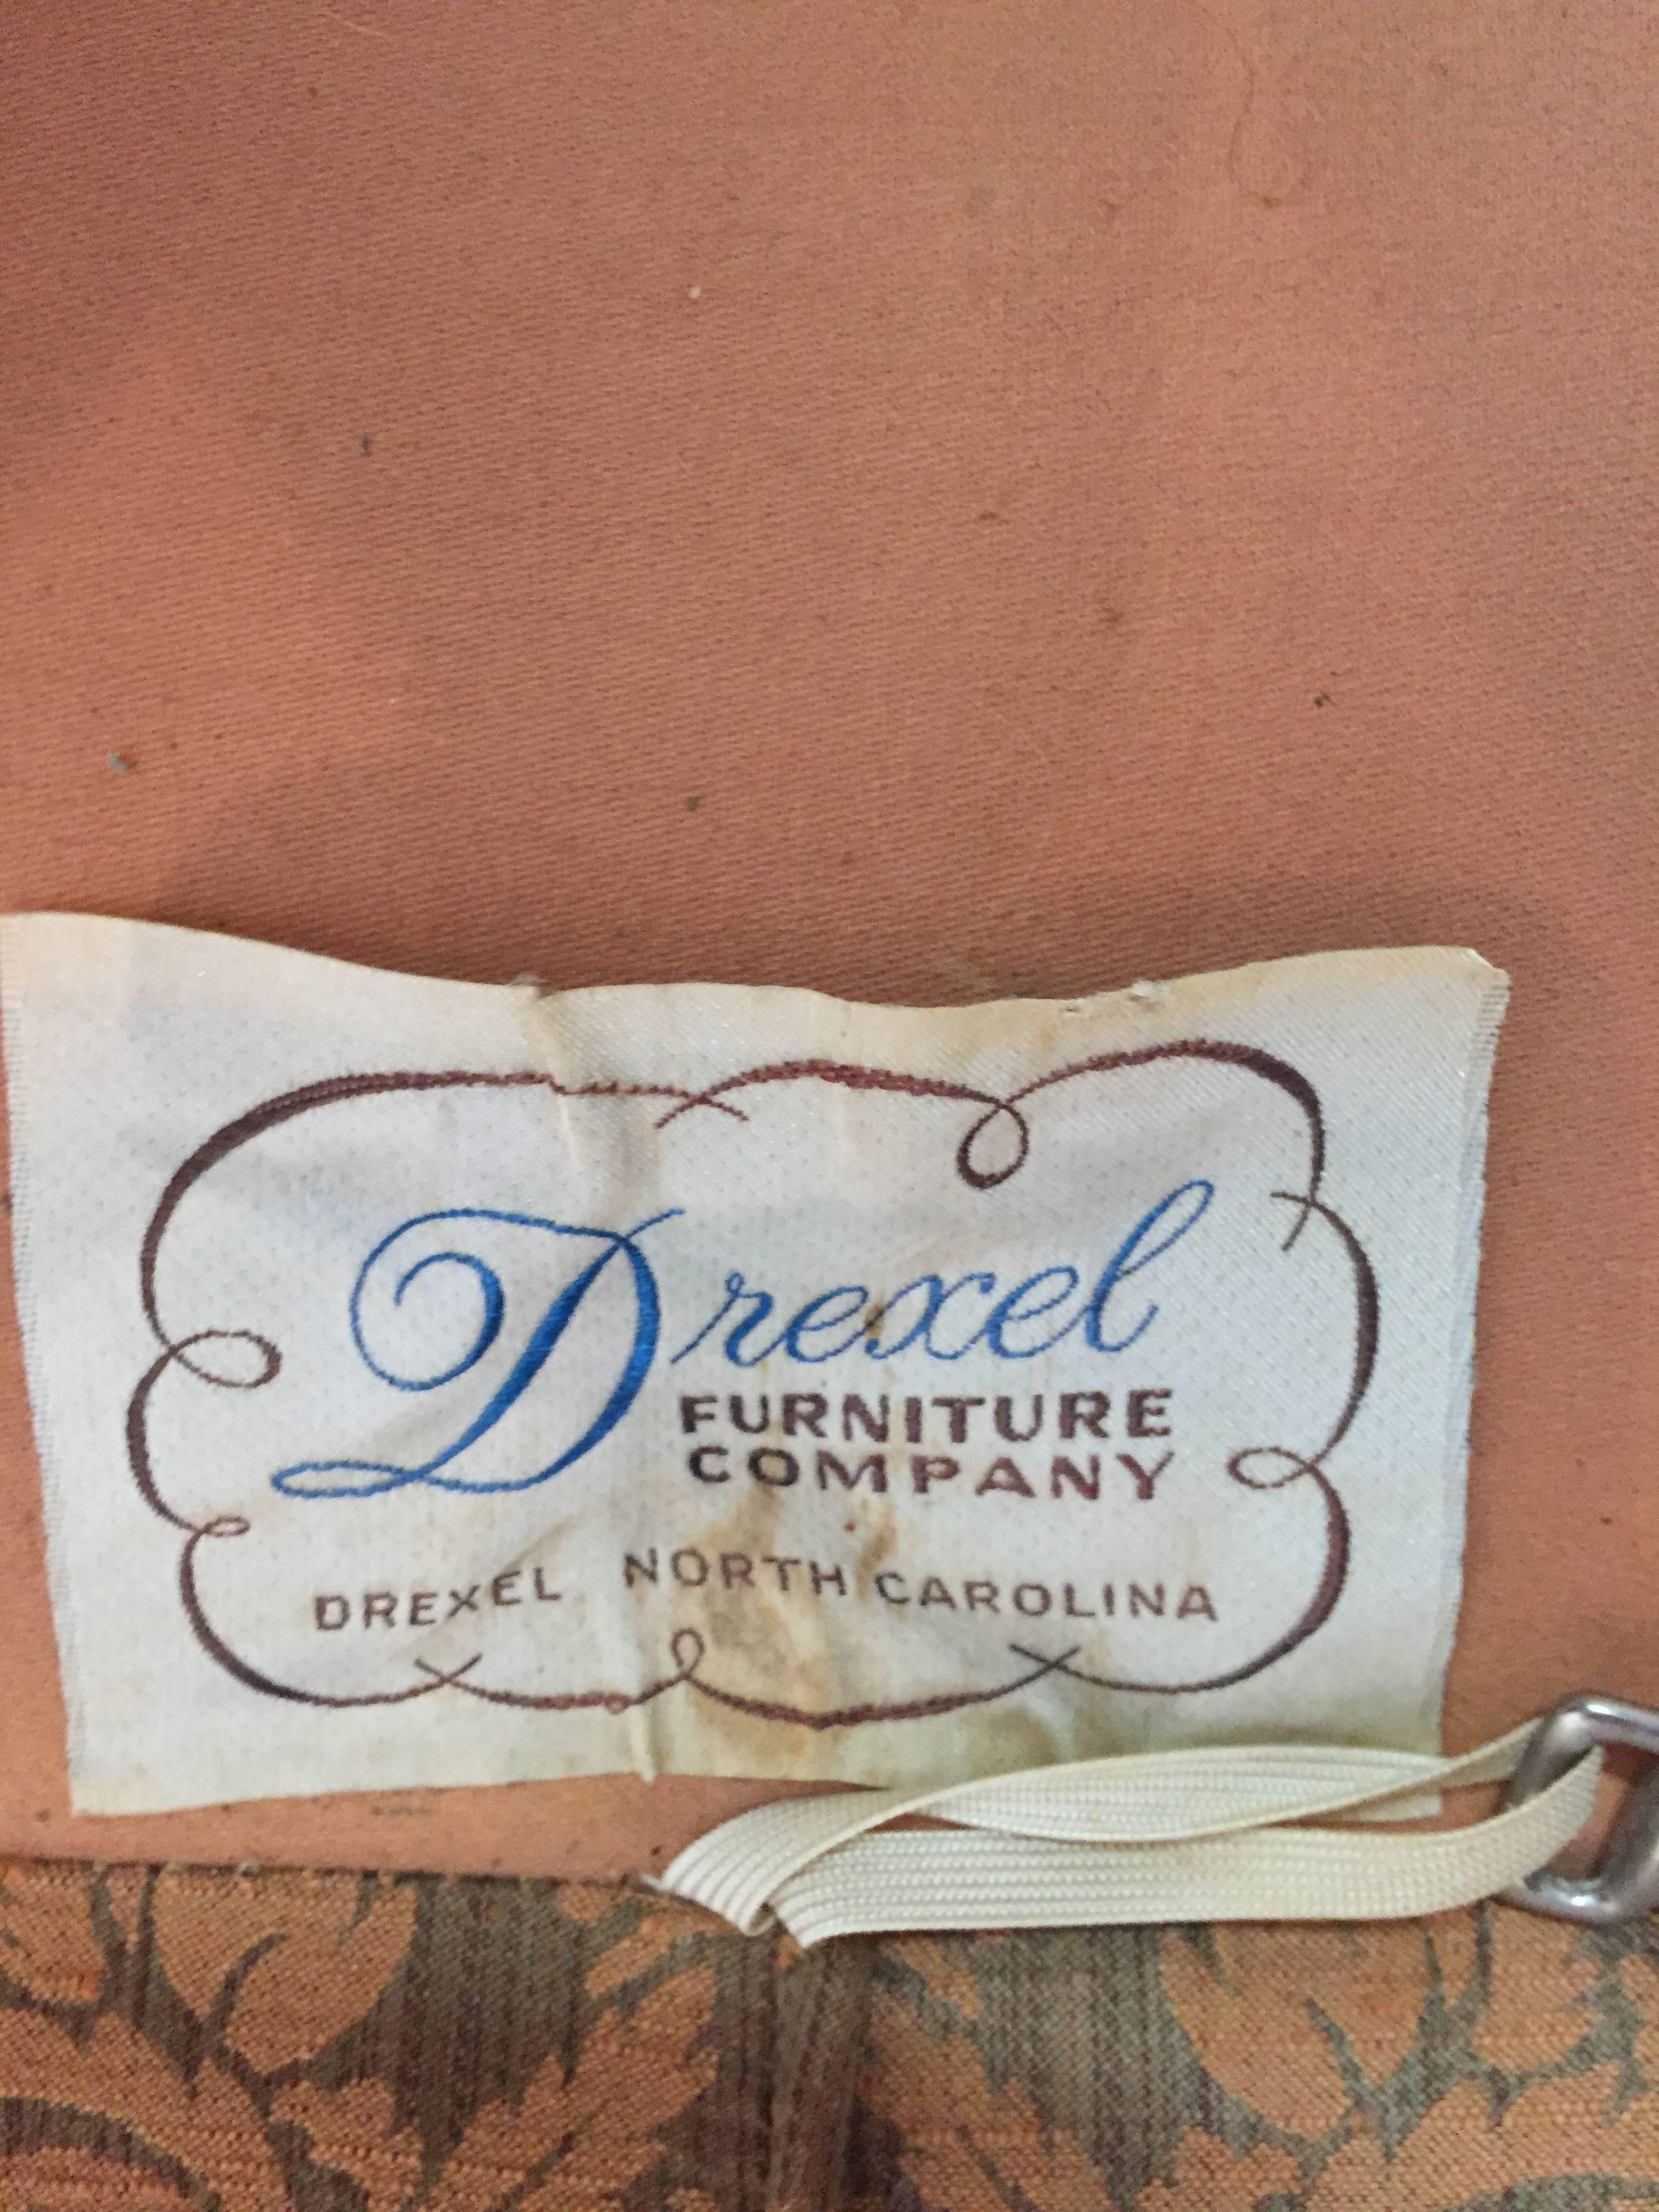 Drexel
FURNITURE
COMPANY
DREXEL NORTH CAROLINA